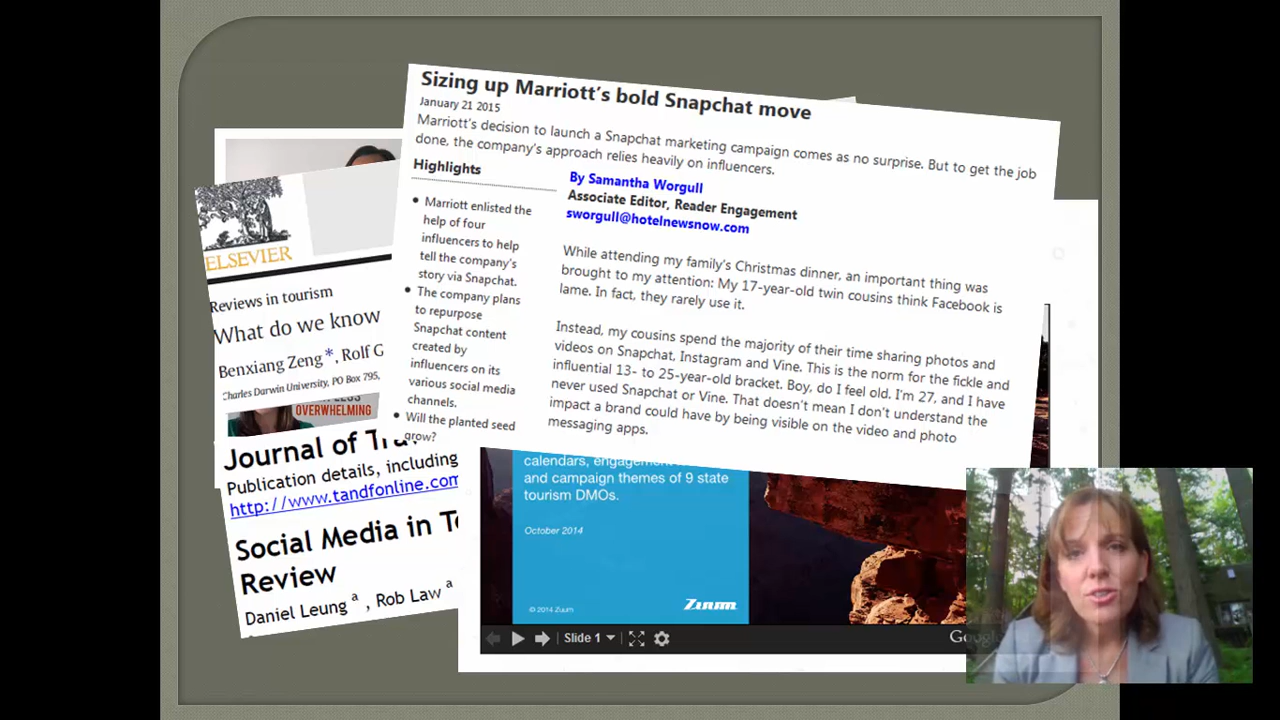 Sizing up Marriott's bold Snapchat move
January 21 2015
Marriott's decision to launch a Snapchat marketing campaign comes as no surprise. But to get the job
done, the company's approach relies heavily on influencers.
Highlights
Marriott enlisted the
help of four
influencers to help
tell the company's
story via Snapchat.
The company plans
to repurpose
Snapchat content
created by
influencers on its
various social media
channels.
Will the planted seed
grow?
By Samantha Worgull
Associate Editor, Reader Engagement
sworgull@hotelnewsnow.com
While attending my family's Christmas dinner, an important thing was
brought to my attention: My 17-year-old twin cousins think Facebook is
lame. In fact, they rarely use it.
Instead, my cousins spend the majority of their time sharing photos and
videos on Snapchat, Instagram and Vine. This is the norm for the fickle and
influential 13- to 25-year-old bracket. Boy, do I feel old. I'm 27, and I have
never used Snapchat or Vine. That doesn't mean I don't understand the
impact a brand could have by being visible on the video and photo
messaging apps.
ELSEVIER
Reviews in tourism
What do we know
Benxiang Zeng *, Rolf G
Charles Darwin University, PO Box 795,
OVERWHELMING
Journal of Tra
Publication details, including
http://www.tandfonline.com
Social Media in To
Review
Daniel Leung a , Rob Law a
calendars, engagement
and campaign themes of 9 state
tourism DMOs.
October 2014
© 2014 Zuum
Zuum
Slide 1
Goog